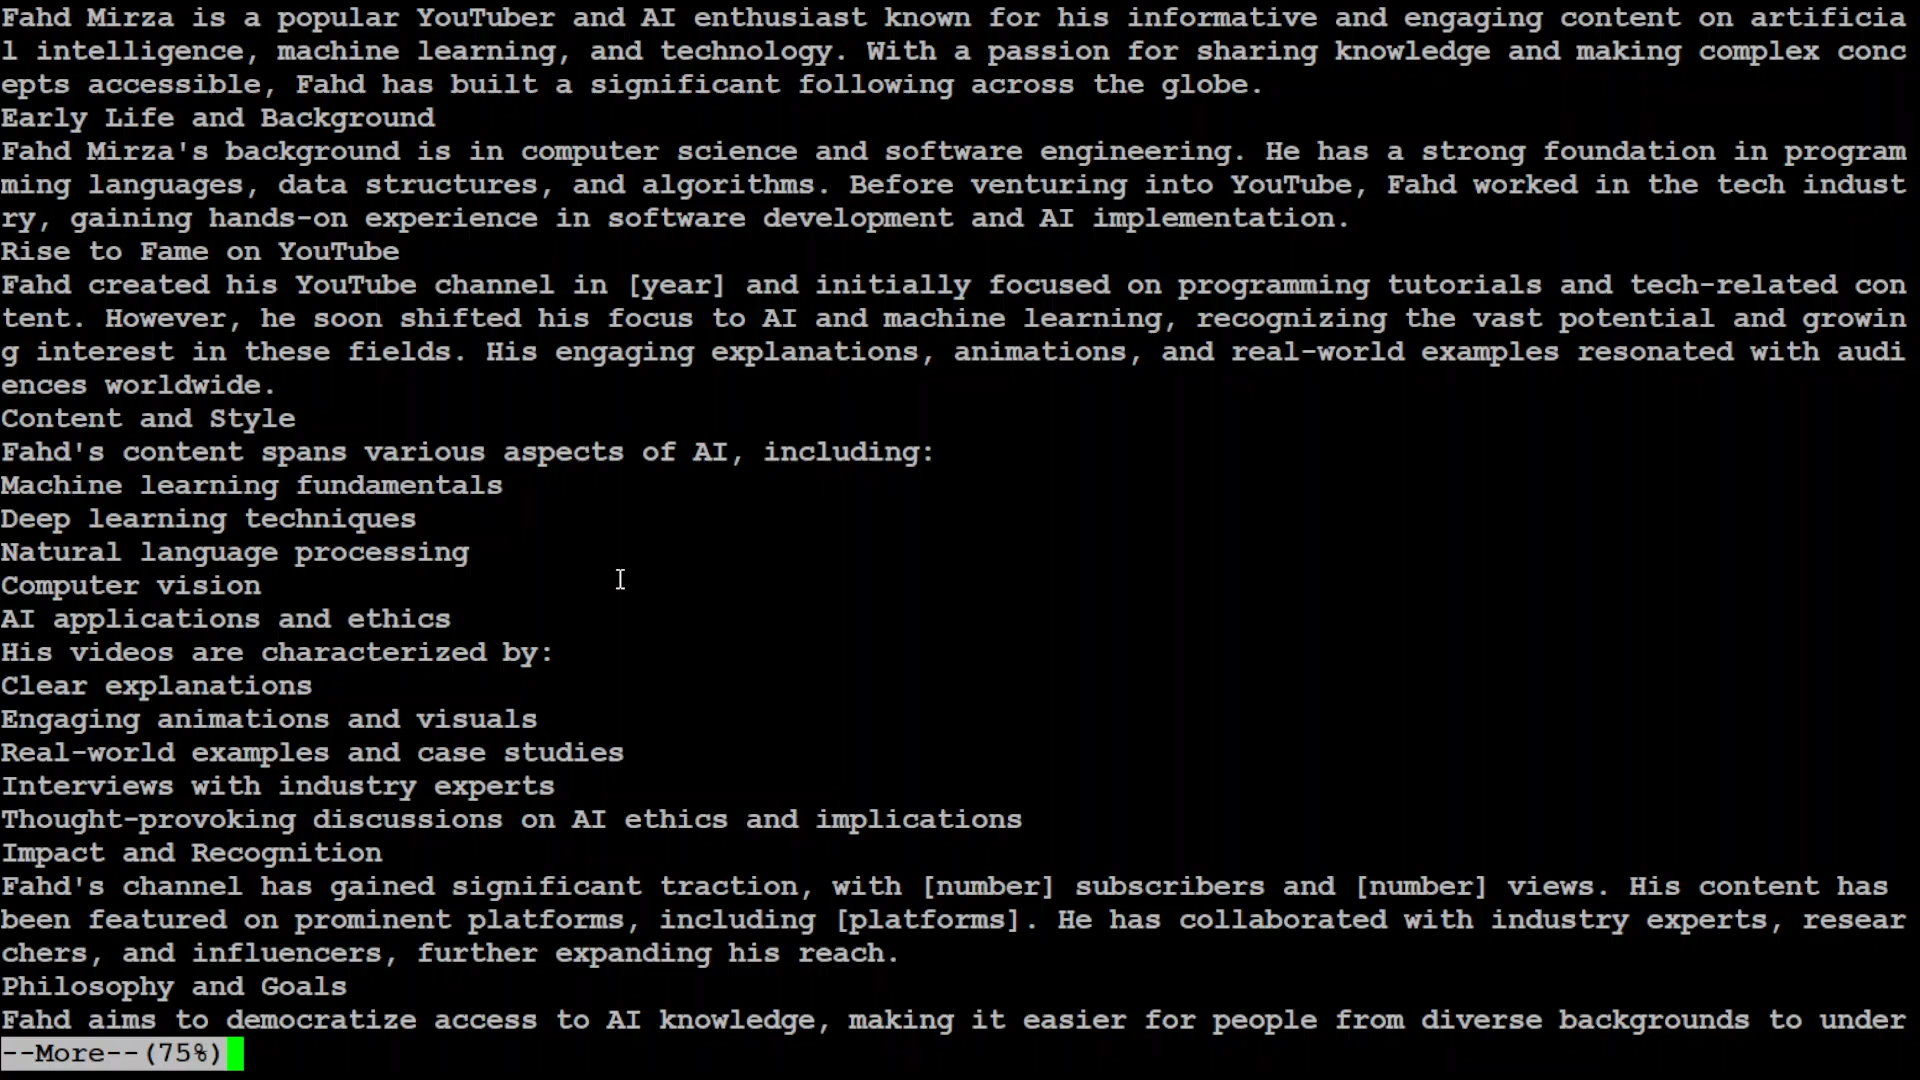 Fahd Mirza is a popular YouTuber and AI enthusiast known for his informative and engaging content on artificia
l intelligence, machine learning, and technology. With a passion for sharing knowledge and making complex conc
epts accessible, Fahd has built a significant following across the globe.
Early Life and Background
Fahd Mirza's background is in computer science and software engineering. He has a strong foundation in program
ming languages, data structures, and algorithms. Before venturing into YouTube, Fahd worked in the tech indust
ry, gaining hands-on experience in software development and AI implementation.
Rise to Fame on YouTube
Fahd created his YouTube channel in [year] and initially focused on programming tutorials and tech-related con
tent. However, he soon shifted his focus to AI and machine learning, recognizing the vast potential and growin
g interest in these fields. His engaging explanations, animations, and real-world examples resonated with audi
ences worldwide.
Content and Style
Fahd's content spans various aspects of AI, including:
Machine learning fundamentals
Deep learning techniques
Natural language processing
Computer vision
AI applications and ethics
His videos are characterized by:
Clear explanations
Engaging animations and visuals
Real-world examples and case studies
Interviews with industry experts
Thought-provoking discussions on AI ethics and implications
Impact and Recognition
Fahd's channel has gained significant traction, with [number] subscribers and [number] views. His content has
been featured on prominent platforms, including [platforms]. He has collaborated with industry experts, resear
chers, and influencers, further expanding his reach.
Philosophy and Goals
Fahd aims to democratize access to AI knowledge, making it easier for people from diverse backgrounds to under
--More--(75%)